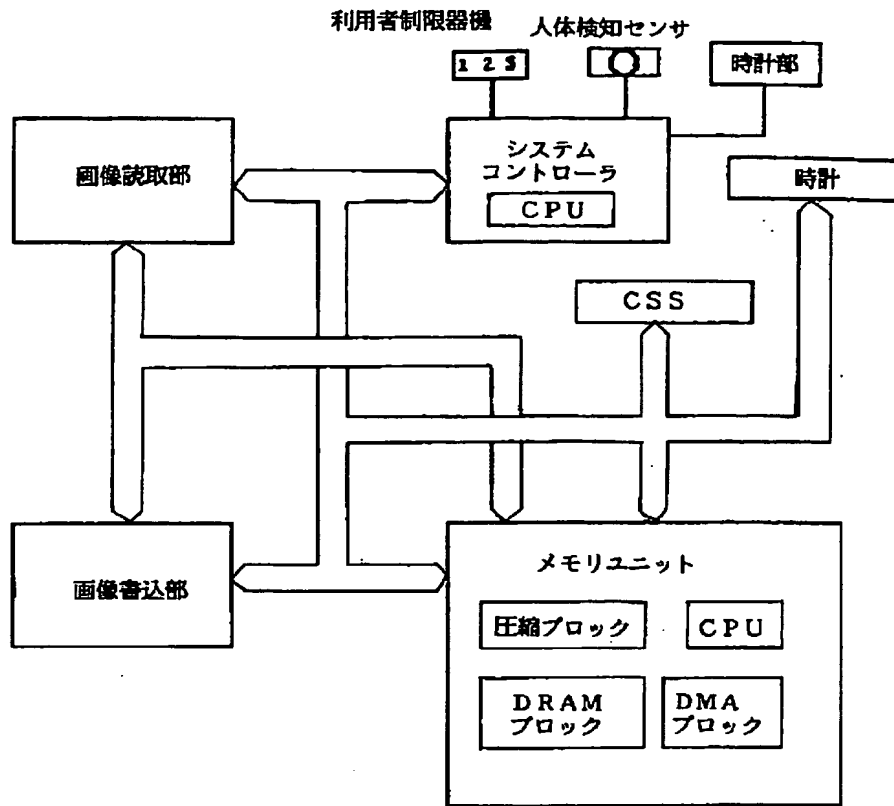 利用者制限器機
人体検知センサ
1 2 3
時計部
画像読取部
システム
コントローラ
CPU
時計
CSS
画像書込部
メモリユニット
圧縮ブロック
CPU
DRAM
ブロック
DMA
ブロック